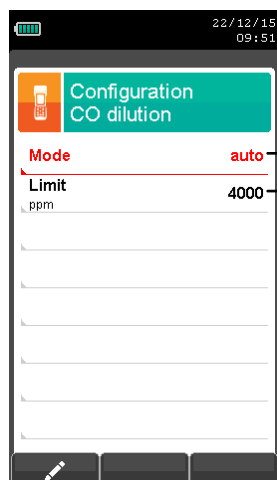 22/12/15
09:51
Configuration
CO dilution
Mode auto
Limit 4000
ppm